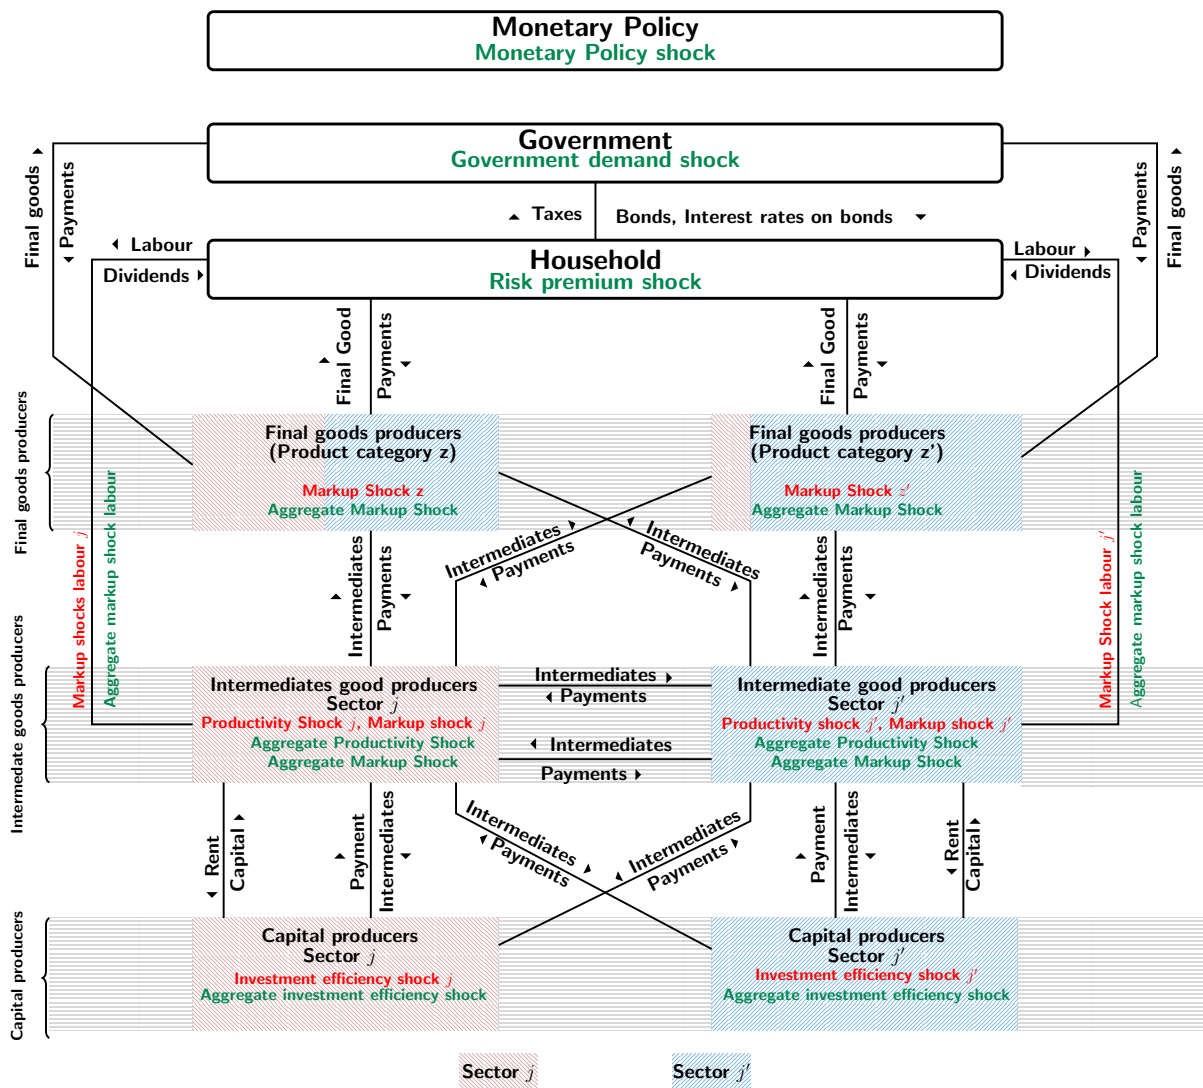 Monetary Policy
Monetary Policy shock
Government
Government demand shock
Final goods
Payments
Payments
Final goods
Taxes
Bonds, Interest rates on bonds
Labour
Dividends
Household
Risk premium shock
Labour
Dividends
Final Good
Payments
Final Good
Payments
Final goods producers
Final goods producers
(Product category z)
Markup Shock z
Aggregate Markup Shock
Final goods producers
(Product category z')
Markup Shock z′
Aggregate Markup Shock
Markup shocks labour j
Aggregate markup shock labour
Intermediates
Payments
Intermediates
Payments
Intermediates
Payments
Intermediates
Payments
Markup Shock labour j′
Aggregate markup shock labour
Intermediate goods producers
Intermediates good producers
Sector j
Productivity Shock j, Markup shock j
Aggregate Productivity Shock
Aggregate Markup Shock
Intermediates
Payments
Intermediates
Payments
Intermediate good producers
Sector j′
Productivity shock j′, Markup shock j′
Aggregate Productivity Shock
Aggregate Markup Shock
Rent
Capital
Payment
Intermediates
Intermediates
Payments
Intermediates
Payments
Payment
Intermediates
Rent
Capital
Capital producers
Capital producers
Sector j
Investment efficiency shock j
Aggregate investment efficiency shock
Capital producers
Sector j′
Investment efficiency shock j′
Aggregate investment efficiency shock
Sector j
Sector j′